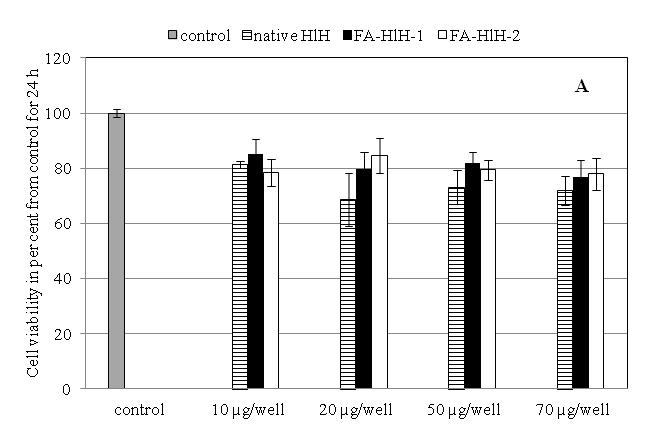 control native HlH FA-HlH-1 FA-HlH-2
A
Cell viability in per cent from control for 24 h
120
100
80
60
40
20
0
control 10 µg/well 20 µg/well 50 µg/well 70 µg/well